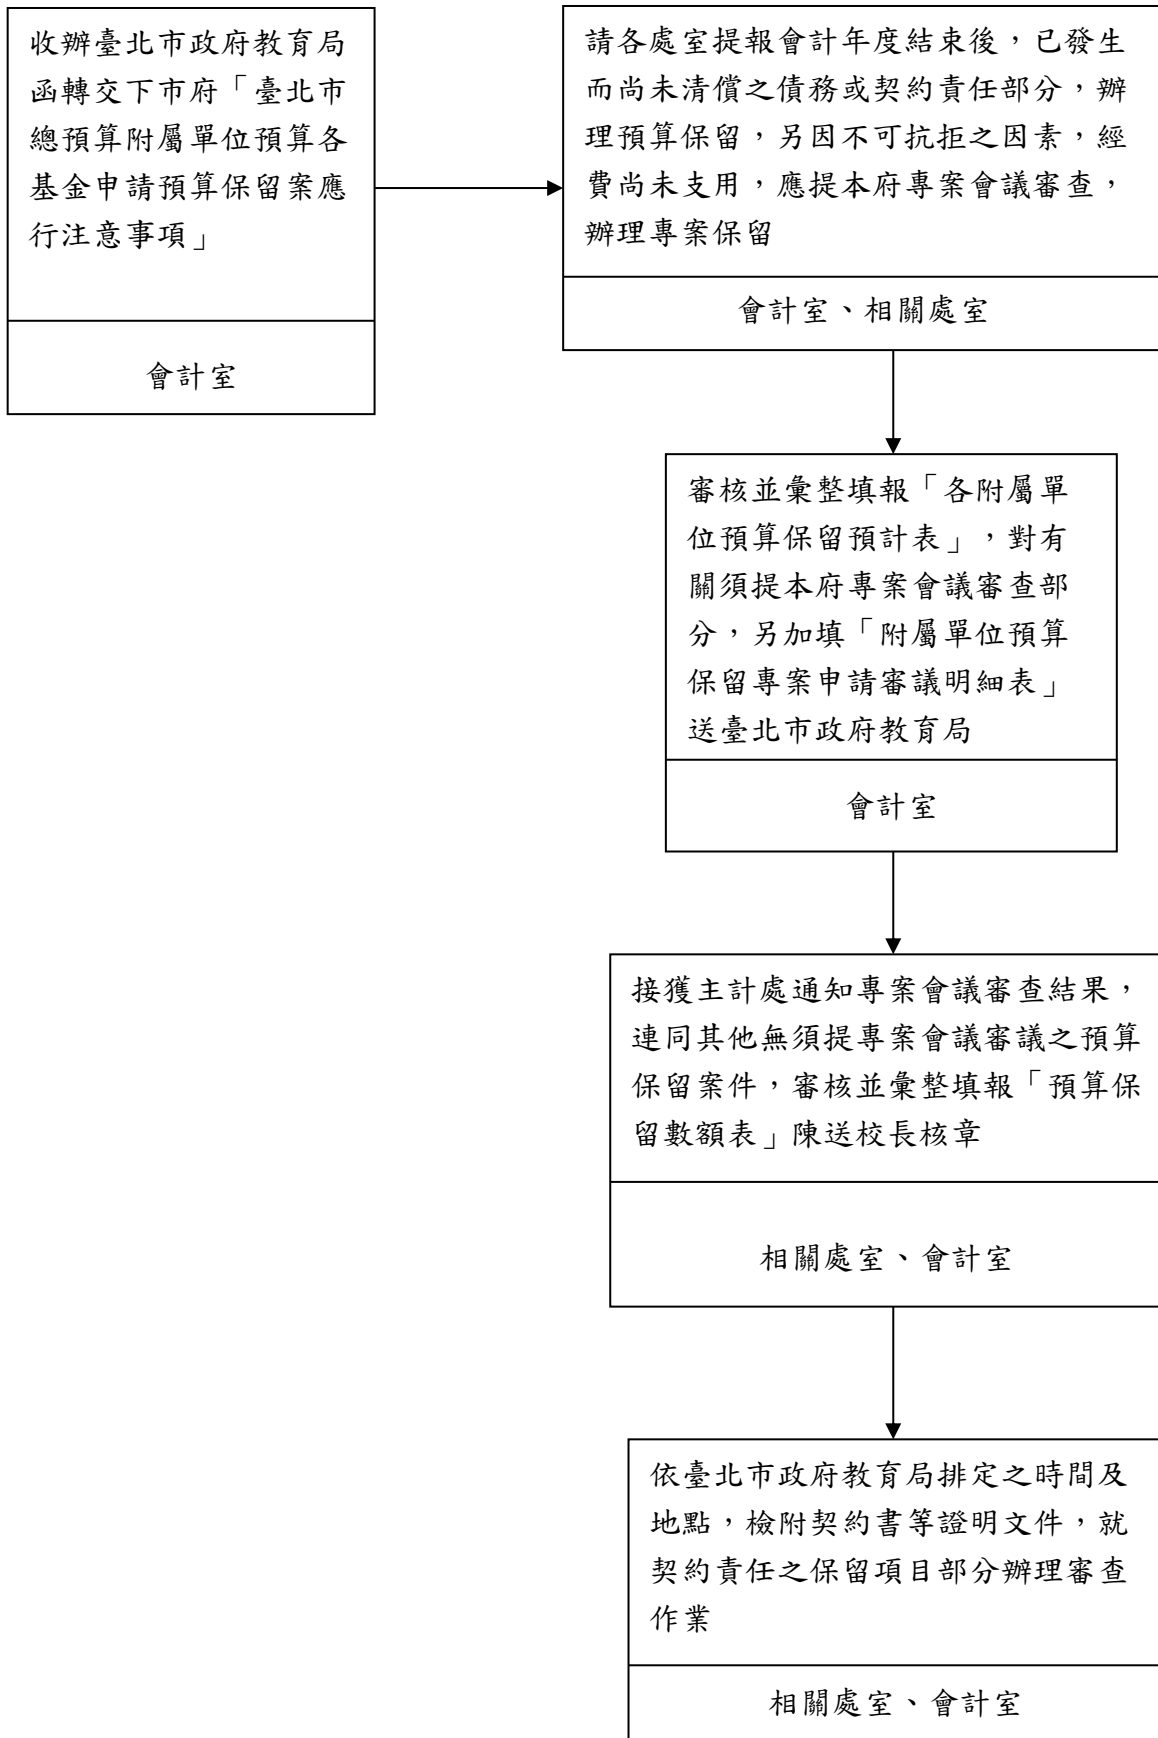 收辦臺北市政府教育局
函轉交下市府「臺北市
總預算附屬單位預算各
基金申請預算保留案應
行注意事項」
會計室
請各處室提報會計年度結束後，已發生
而尚未清償之債務或契約責任部分，辦
理預算保留，另因不可抗拒之因素，經
費尚未支用，應提本府專案會議審查，
辦理專案保留
會計室、相關處室
審核並彙整填報「各附屬單
位預算保留預計表」，對有
關須提本府專案會議審查部
分，另加填「附屬單位預算
保留專案申請審議明細表」
送臺北市政府教育局
會計室
接獲主計處通知專案會議審查結果，
連同其他無須提專案會議審議之預算
保留案件，審核並彙整填報「預算保
留數額表」陳送校長核章
相關處室、會計室
依臺北市政府教育局排定之時間及
地點，檢附契約書等證明文件，就
契約責任之保留項目部分辦理審查
作業
相關處室、會計室